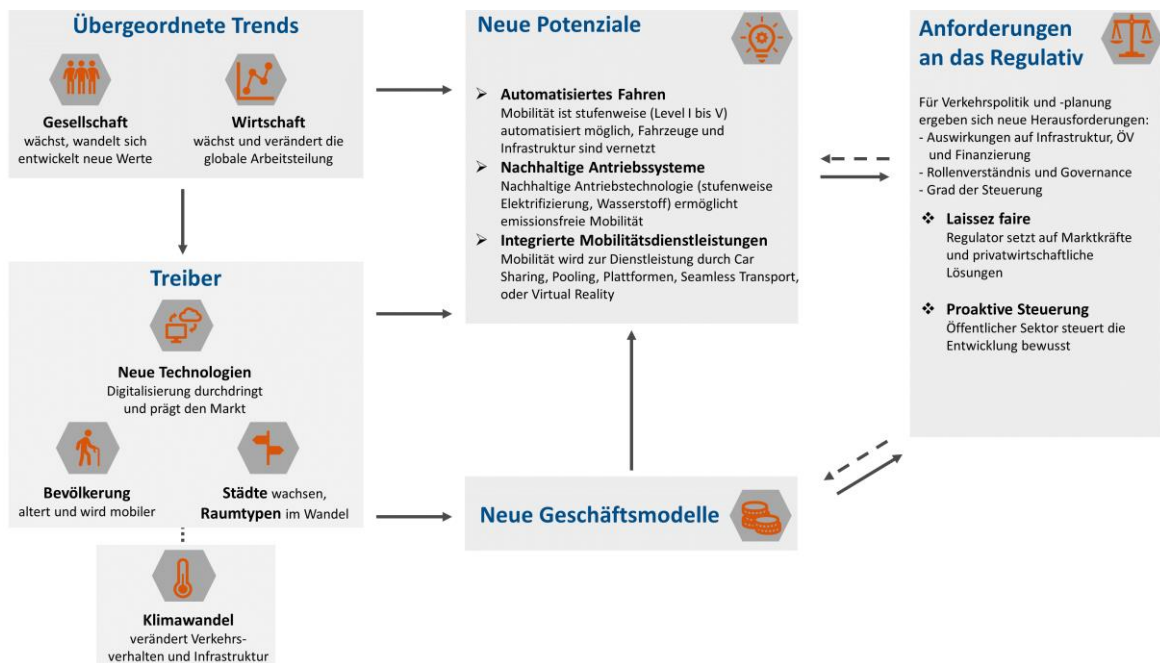 Übergeordnete Trends
Gesellschaft
wächst, wandelt sich
entwickelt neue Werte
Wirtschaft
wächst und verändert die
globale Arbeitsteilung
Treiber
Neue Technologien
Digitalisierung durchdringt
und prägt den Markt
Bevölkerung
altert und wird mobiler
Städte wachsen,
Raumtypen im Wandel
Klimawandel
verändert Verkehrs-
verhalten und Infrastruktur
Neue Potenziale
➢ Automatisiertes Fahren
Mobilität ist stufenweise (Level I bis V)
automatisiert möglich, Fahrzeuge und
Infrastruktur sind vernetzt
➢ Nachhaltige Antriebssysteme
Nachhaltige Antriebstechnologie (stufenweise
Elektrifizierung, Wasserstoff) ermöglicht
emissionsfreie Mobilität
➢ Integrierte Mobilitätsdienstleistungen
Mobilität wird zur Dienstleistung durch Car
Sharing, Pooling, Plattformen, Seamless Transport,
oder Virtual Reality
Neue Geschäftsmodelle
Anforderungen
an das Regulativ
Für Verkehrspolitik und -planung
ergeben sich neue Herausforderungen:
- Auswirkungen auf Infrastruktur, ÖV
und Finanzierung
- Rollenverständnis und Governance
- Grad der Steuerung
❖ Laissez faire
Regulator setzt auf Marktkräfte
und privatwirtschaftliche
Lösungen
❖ Proaktive Steuerung
Öffentlicher Sektor steuert die
Entwicklung bewusst